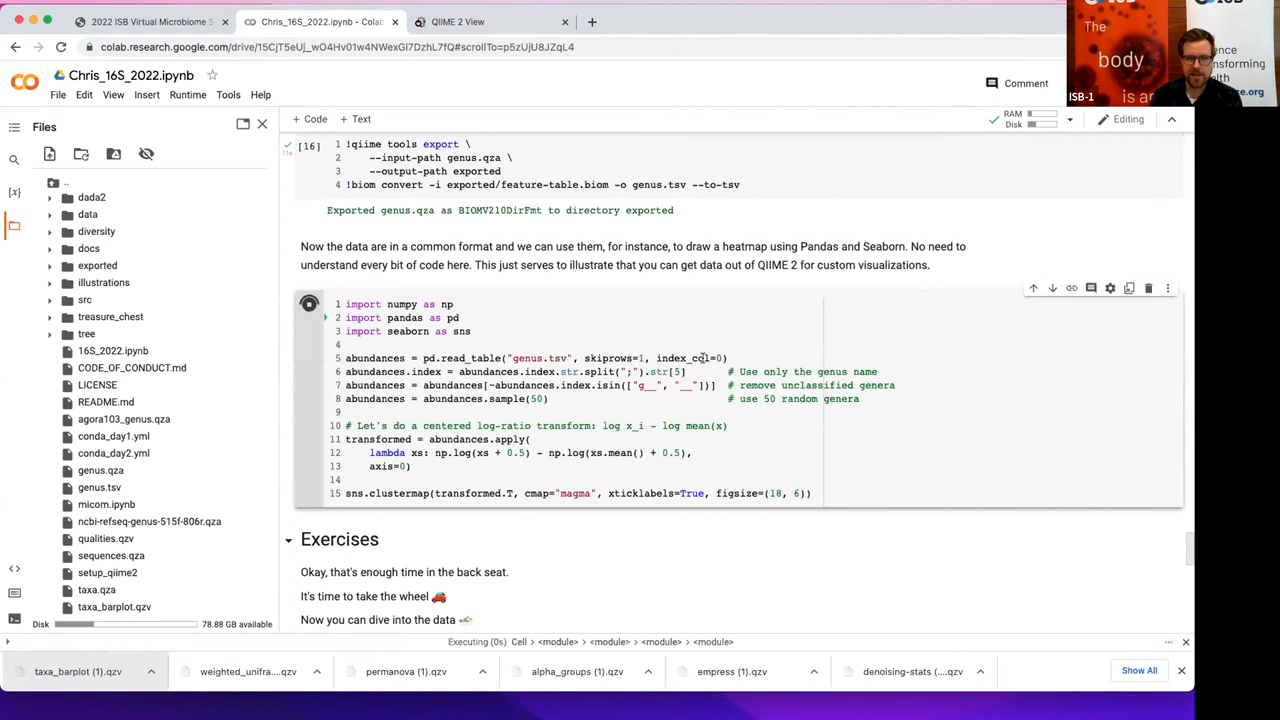 2022 ISB Virtual Microbiome S
Chris_16S_2022.ipynb - Colab
QIIME 2 View
colab.research.google.com/drive/15CjT5eUj_wO4Hv01w4NWexGl7DzhL7fQ#scrollTo=p5zUjU8JZqL4
Chris_16S_2022.ipynb
File Edit View Insert Runtime Tools Help
Comment
Files
+ Code + Text
RAM
Disk
Editing
..
dada2
data
diversity
docs
exported
illustrations
src
treasure_chest
tree
16S_2022.ipynb
CODE_OF_CONDUCT.md
LICENSE
README.md
agora103_genus.qza
conda_day1.yml
conda_day2.yml
genus.qza
genus.tsv
micom.ipynb
ncbi-refseq-genus-515f-806r.qza
qualities.qzv
sequences.qza
setup_qiime2
taxa.qza
taxa_barplot.qzv
Disk 78.88 GB available
[16] 1 !qiime tools export \
11s 2 --input-path genus.qza \
3 --output-path exported
4 !biom convert -i exported/feature-table.biom -o genus.tsv --to-tsv
Exported genus.qza as BIOMV210DirFmt to directory exported
Now the data are in a common format and we can use them, for instance, to draw a heatmap using Pandas and Seaborn. No need to
understand every bit of code here. This just serves to illustrate that you can get data out of QIIME 2 for custom visualizations.
1 import numpy as np
2 import pandas as pd
3 import seaborn as sns
4
5 abundances = pd.read_table("genus.tsv", skiprows=1, index_col=0)
6 abundances.index = abundances.index.str.split(";").str[5] # Use only the genus name
7 abundances = abundances[~abundances.index.isin(["g__", "__"])] # remove unclassified genera
8 abundances = abundances.sample(50) # use 50 random genera
9
10 # Let's do a centered log-ratio transform: log x_i - log mean(x)
11 transformed = abundances.apply(
12 lambda xs: np.log(xs + 0.5) - np.log(xs.mean() + 0.5),
13 axis=0)
14
15 sns.clustermap(transformed.T, cmap="magma", xticklabels=True, figsize=(18, 6))
Exercises
Okay, that's enough time in the back seat.
It's time to take the wheel
Now you can dive into the data
Executing (0s) Cell > <module> > <module> > <module> > <module>
taxa_barplot (1).qzv
weighted_unifra....qzv
permanova (1).qzv
alpha_groups (1).qzv
empress (1).qzv
denoising-stats (....qzv
Show All
The
body
is a
ISB-1